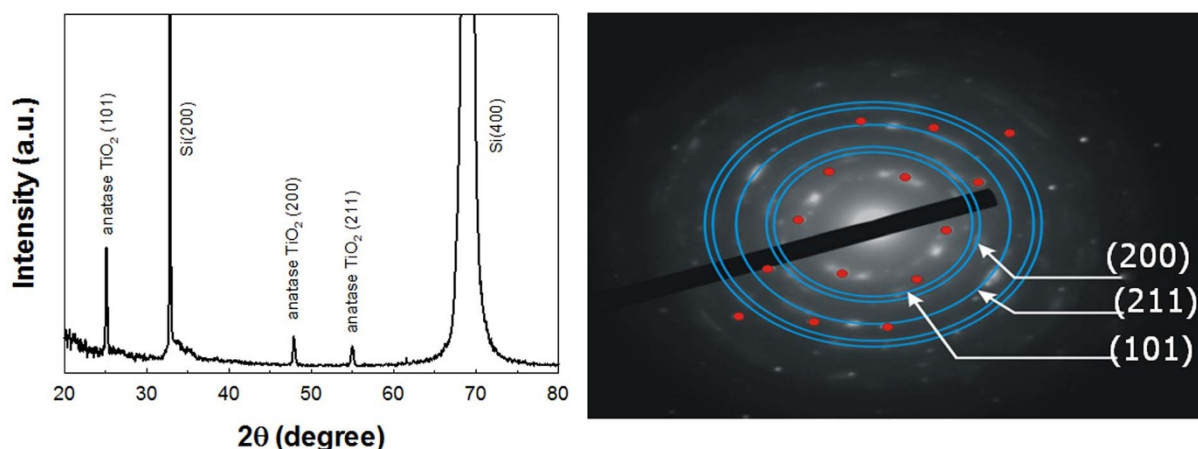 Intensity (a.u.)
anatase TiO₂ (101)
Si(200)
anatase TiO₂ (200)
anatase TiO₂ (211)
Si(400)
20 30 40 50 60 70 80
2θ (degree)
(200)
(211)
(101)